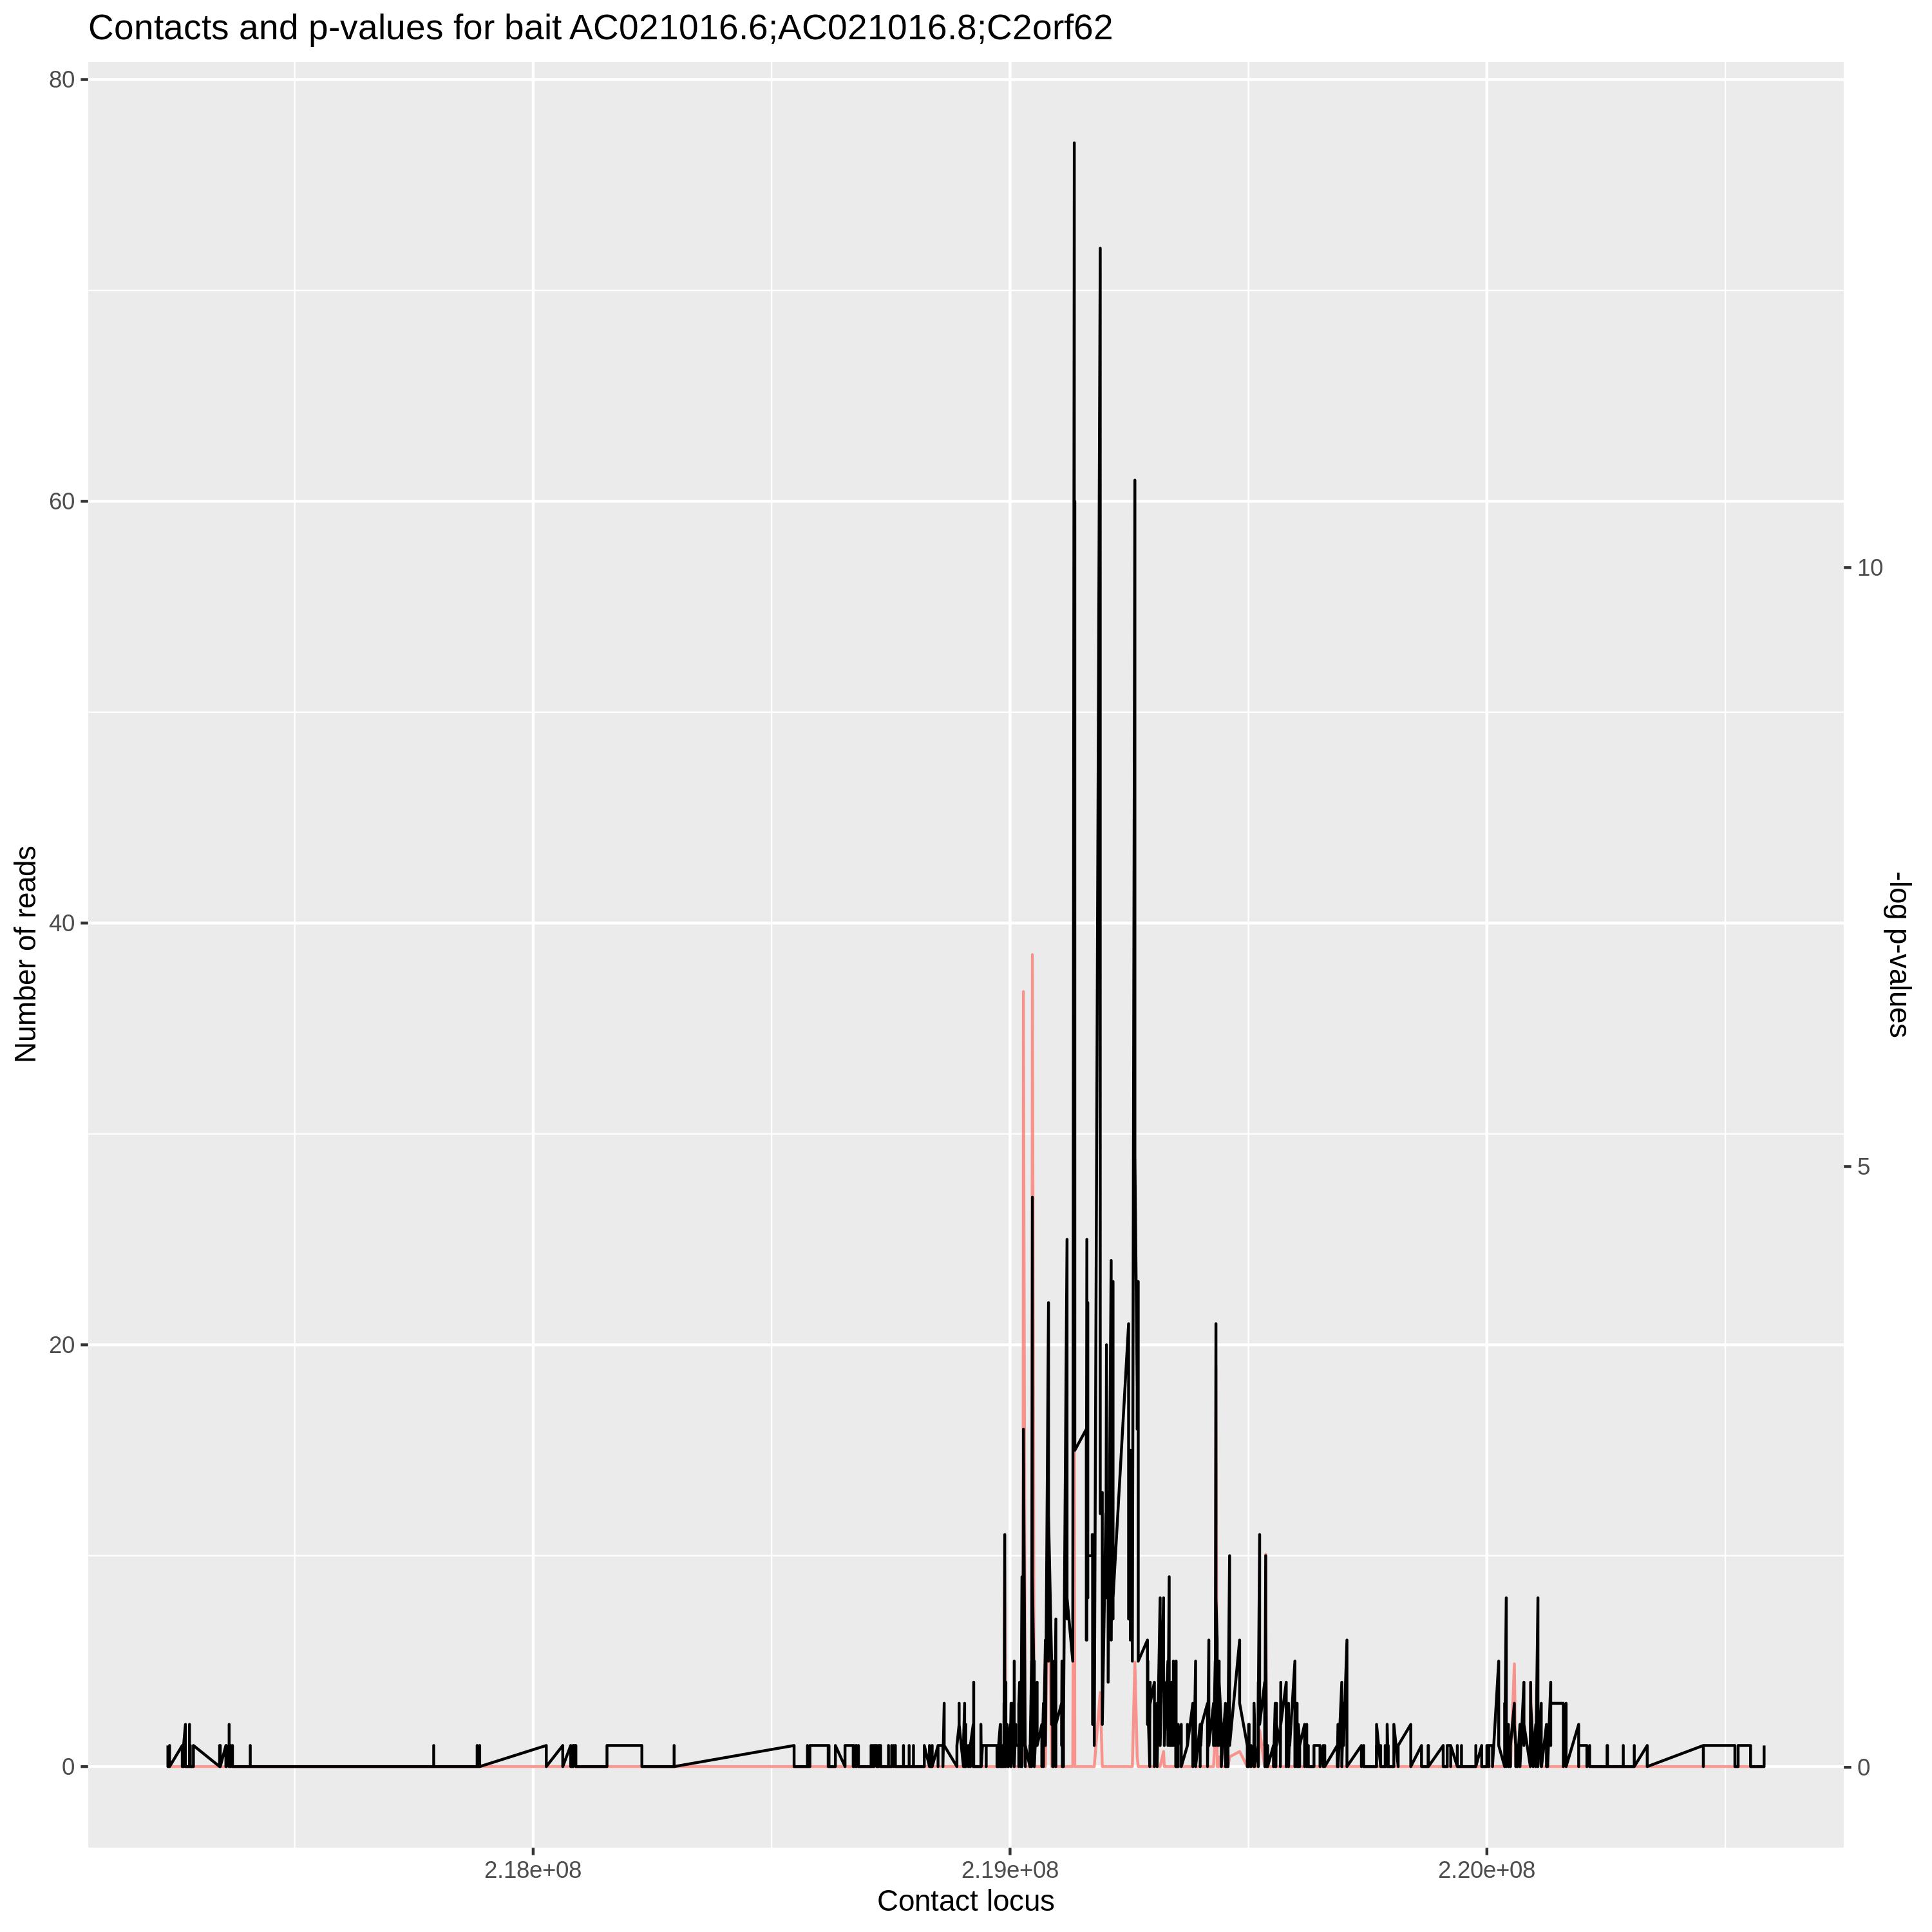 Contacts and p-values for bait AC021016.6;AC021016.8;C2orf62
80
60
40
20
0
Number of reads
10
5
0
-log p-values
2.18e+08
2.19e+08
2.20e+08
Contact locus